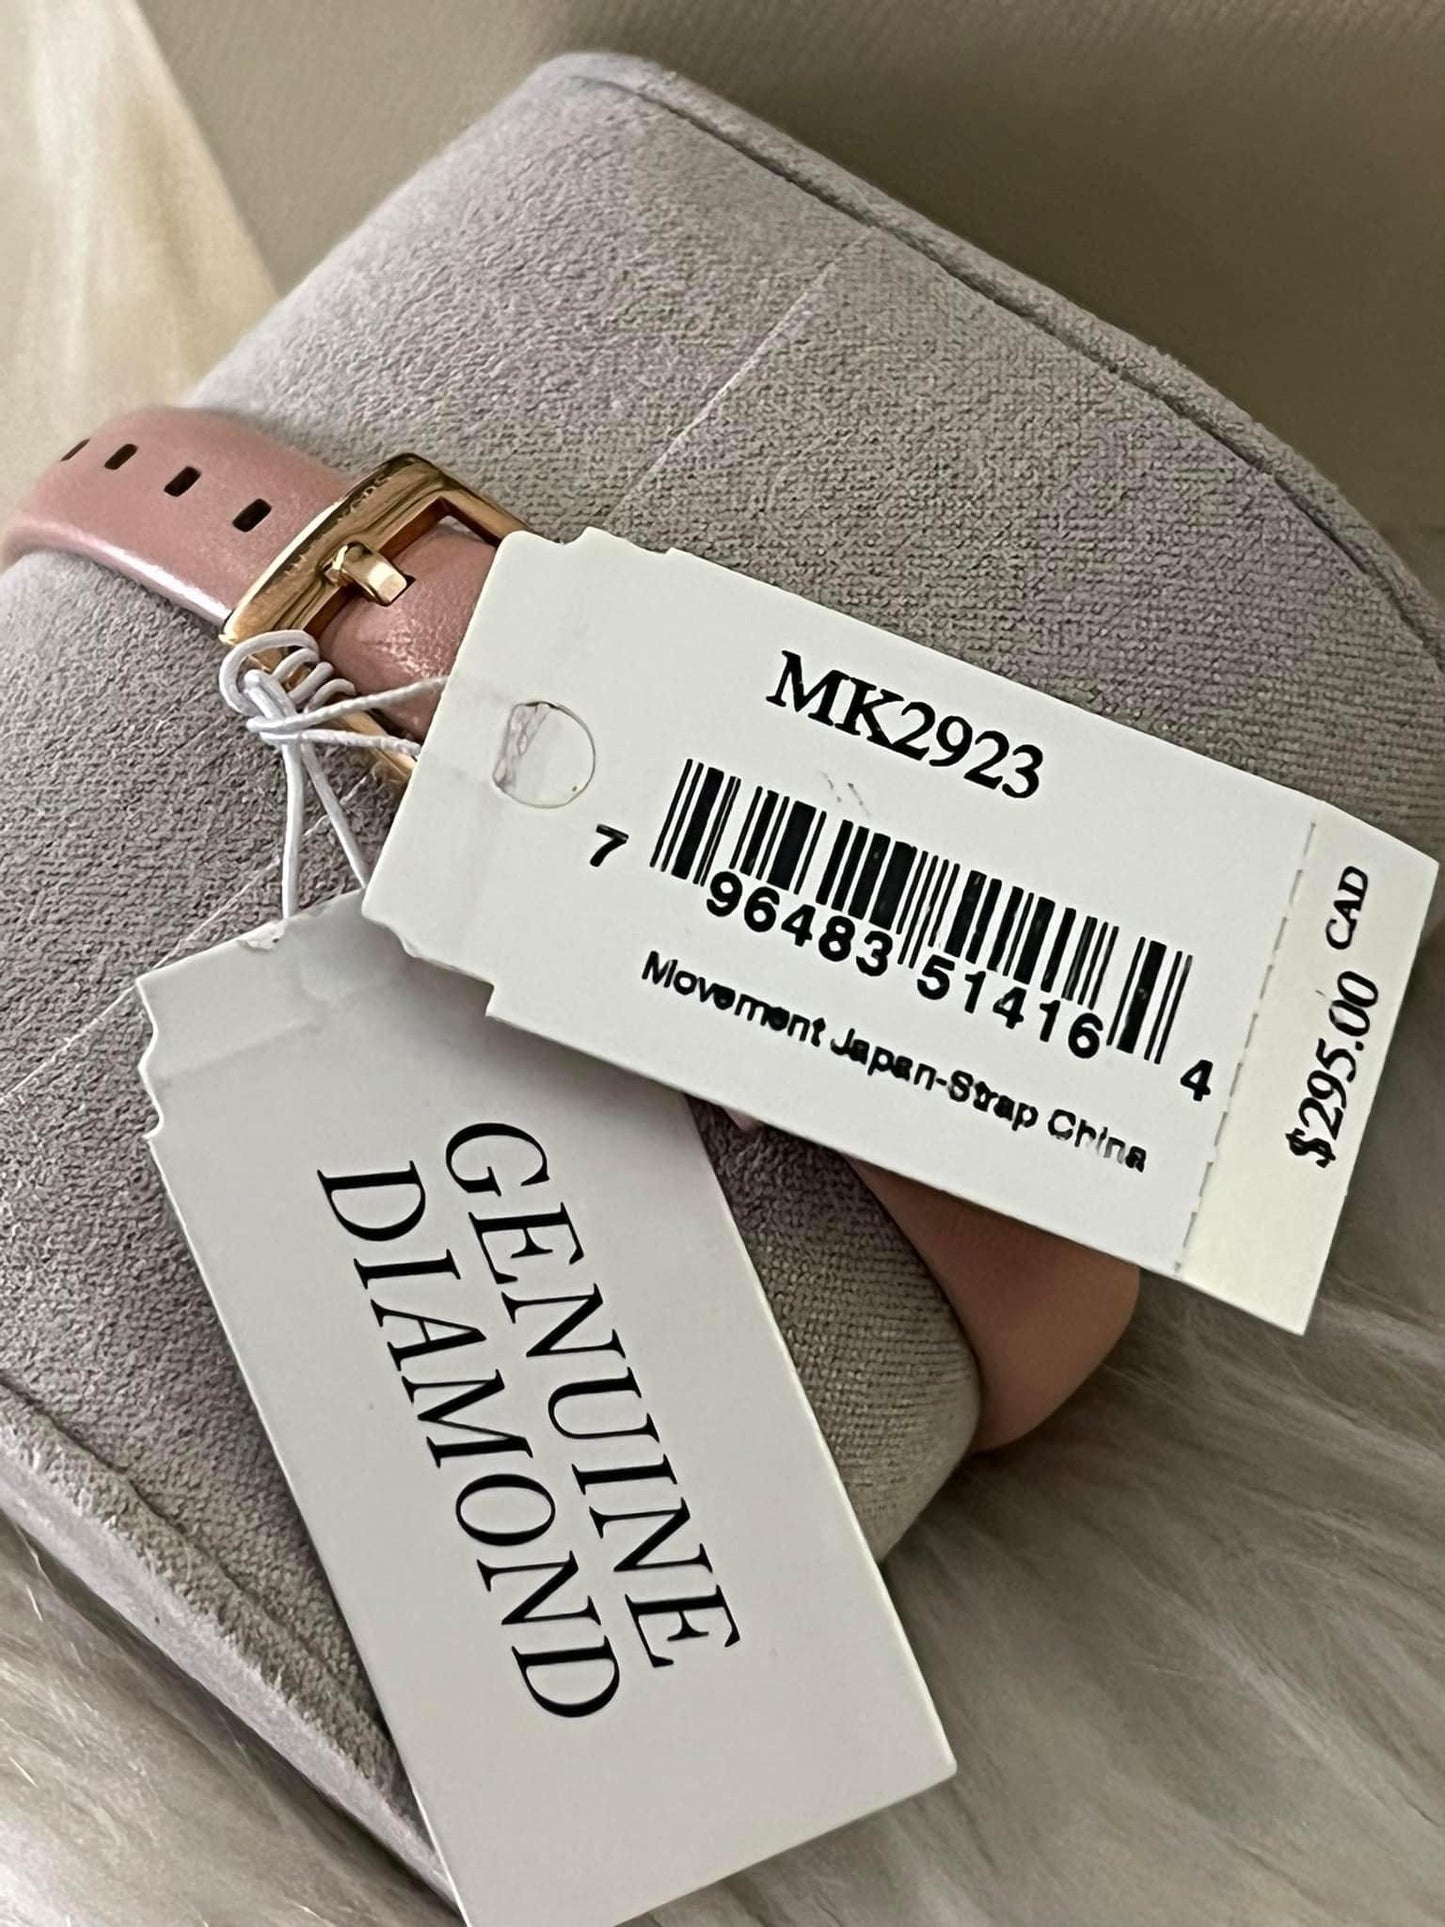 MK2923
7 96483 51416 4
Movement Japan-Strap China
$295.00 CAD
GENUINE
DIAMOND